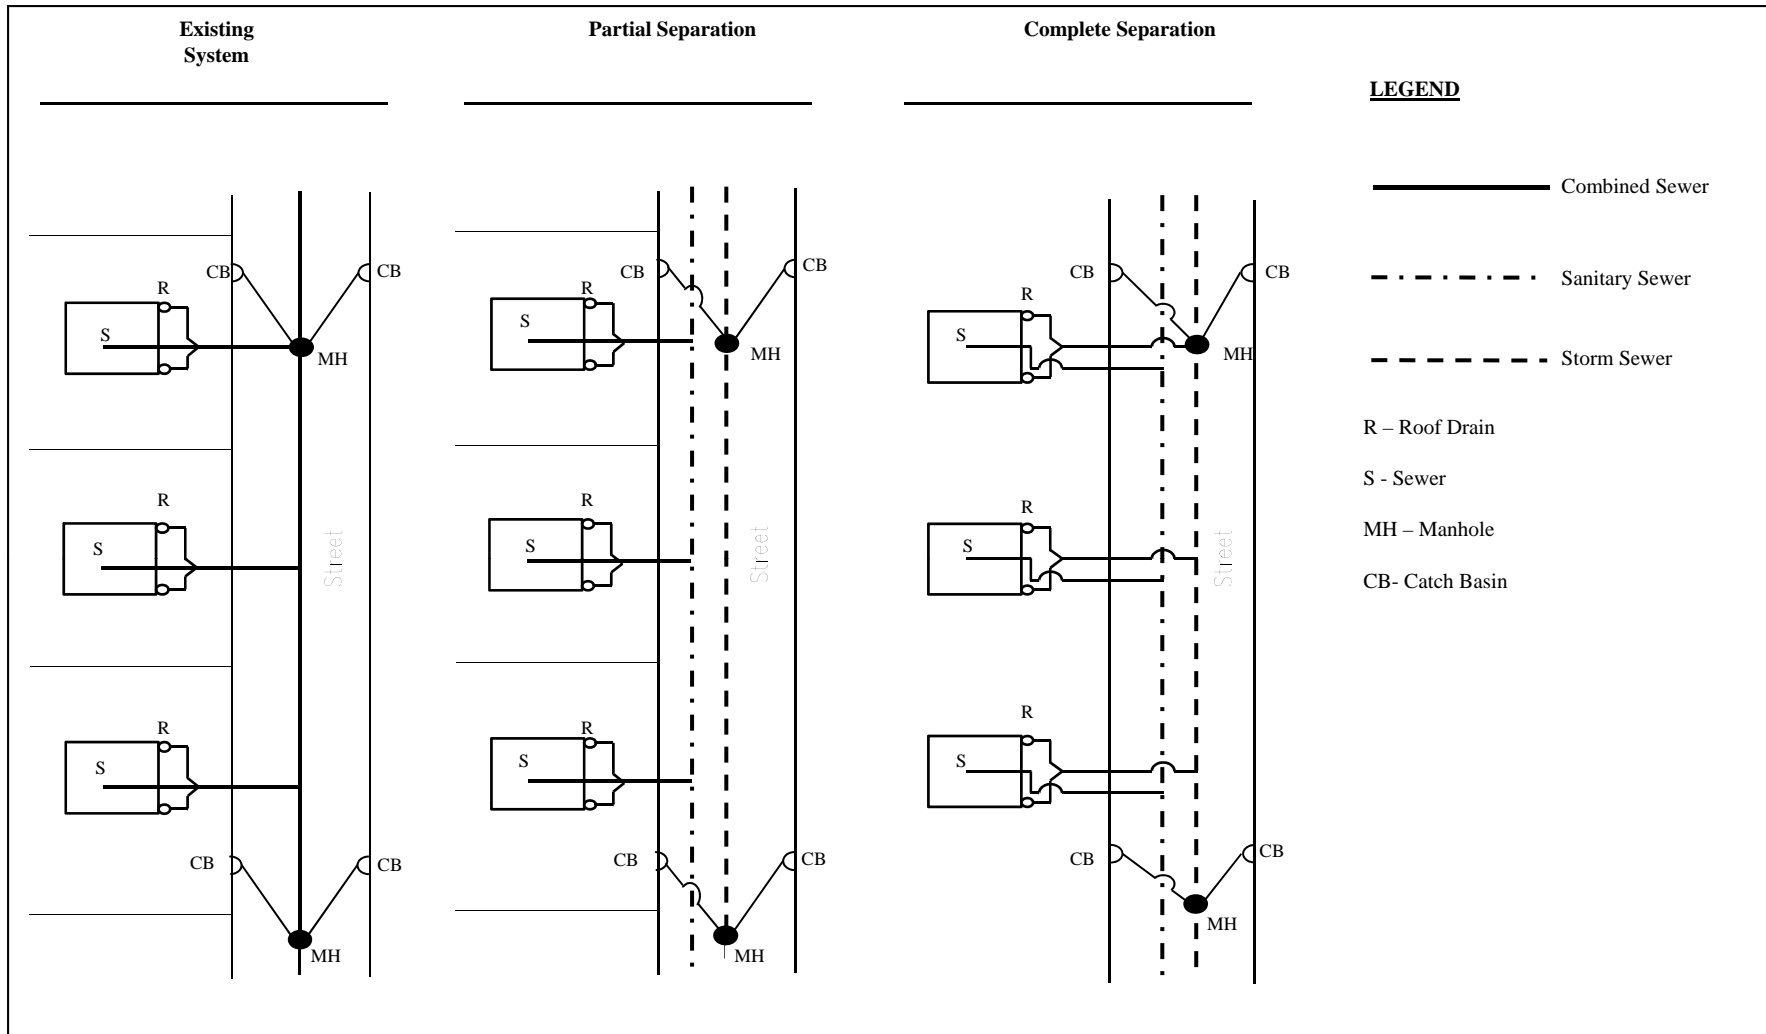 Existing
System
Partial Separation
Complete Separation
LEGEND
Combined Sewer
Sanitary Sewer
Storm Sewer
R – Roof Drain
S - Sewer
MH – Manhole
CB- Catch Basin
CB
CB
R
S
MH
R
S
Street
R
S
CB
CB
MH
CB
CB
R
S
MH
R
S
Street
R
S
CB
CB
MH
CB
CB
R
S
MH
R
S
Street
R
S
CB
CB
MH